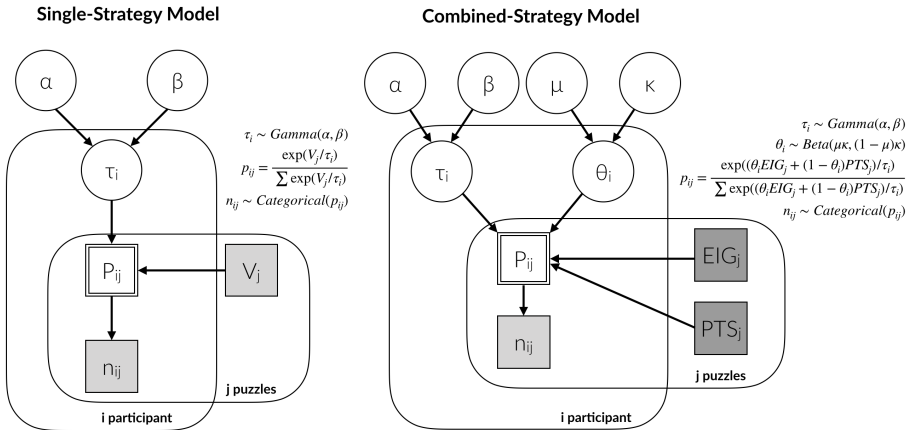 Single-Strategy Model
α
β
τi
τi ∼ Gamma(α, β)
pij = exp(Vj/τi) / ∑ exp(Vj/τi)
nij ∼ Categorical(pij)
Pij
Vj
nij
j puzzles
i participant
Combined-Strategy Model
α
β
μ
κ
τi
θi
τi ∼ Gamma(α, β)
θi ∼ Beta(μκ, (1 − μ)κ)
pij = exp((θiEIGj + (1 − θi)PTSj)/τi) / ∑ exp((θiEIGj + (1 − θi)PTSj)/τi)
nij ∼ Categorical(pij)
Pij
EIGj
PTSj
nij
j puzzles
i participant